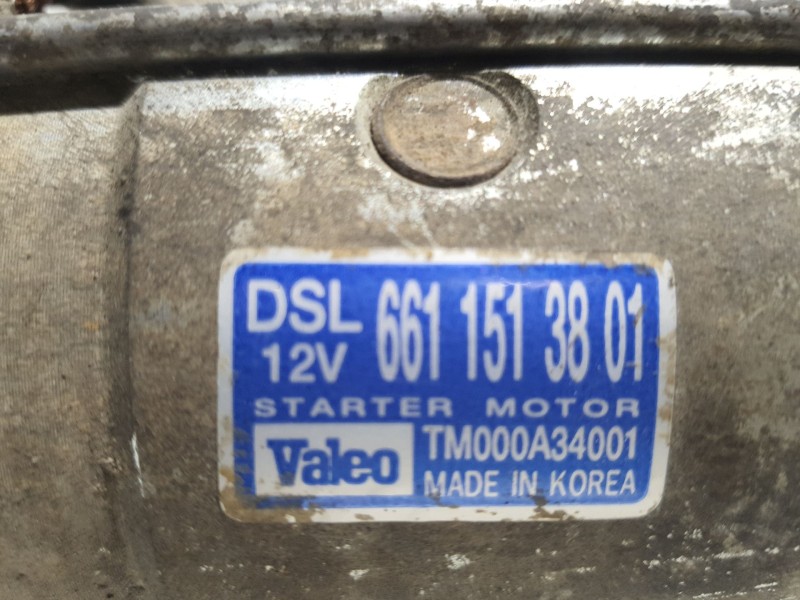 DSL 661 151 38 01
12V
STARTER MOTOR
Valeo TM000A34001
MADE IN KOREA